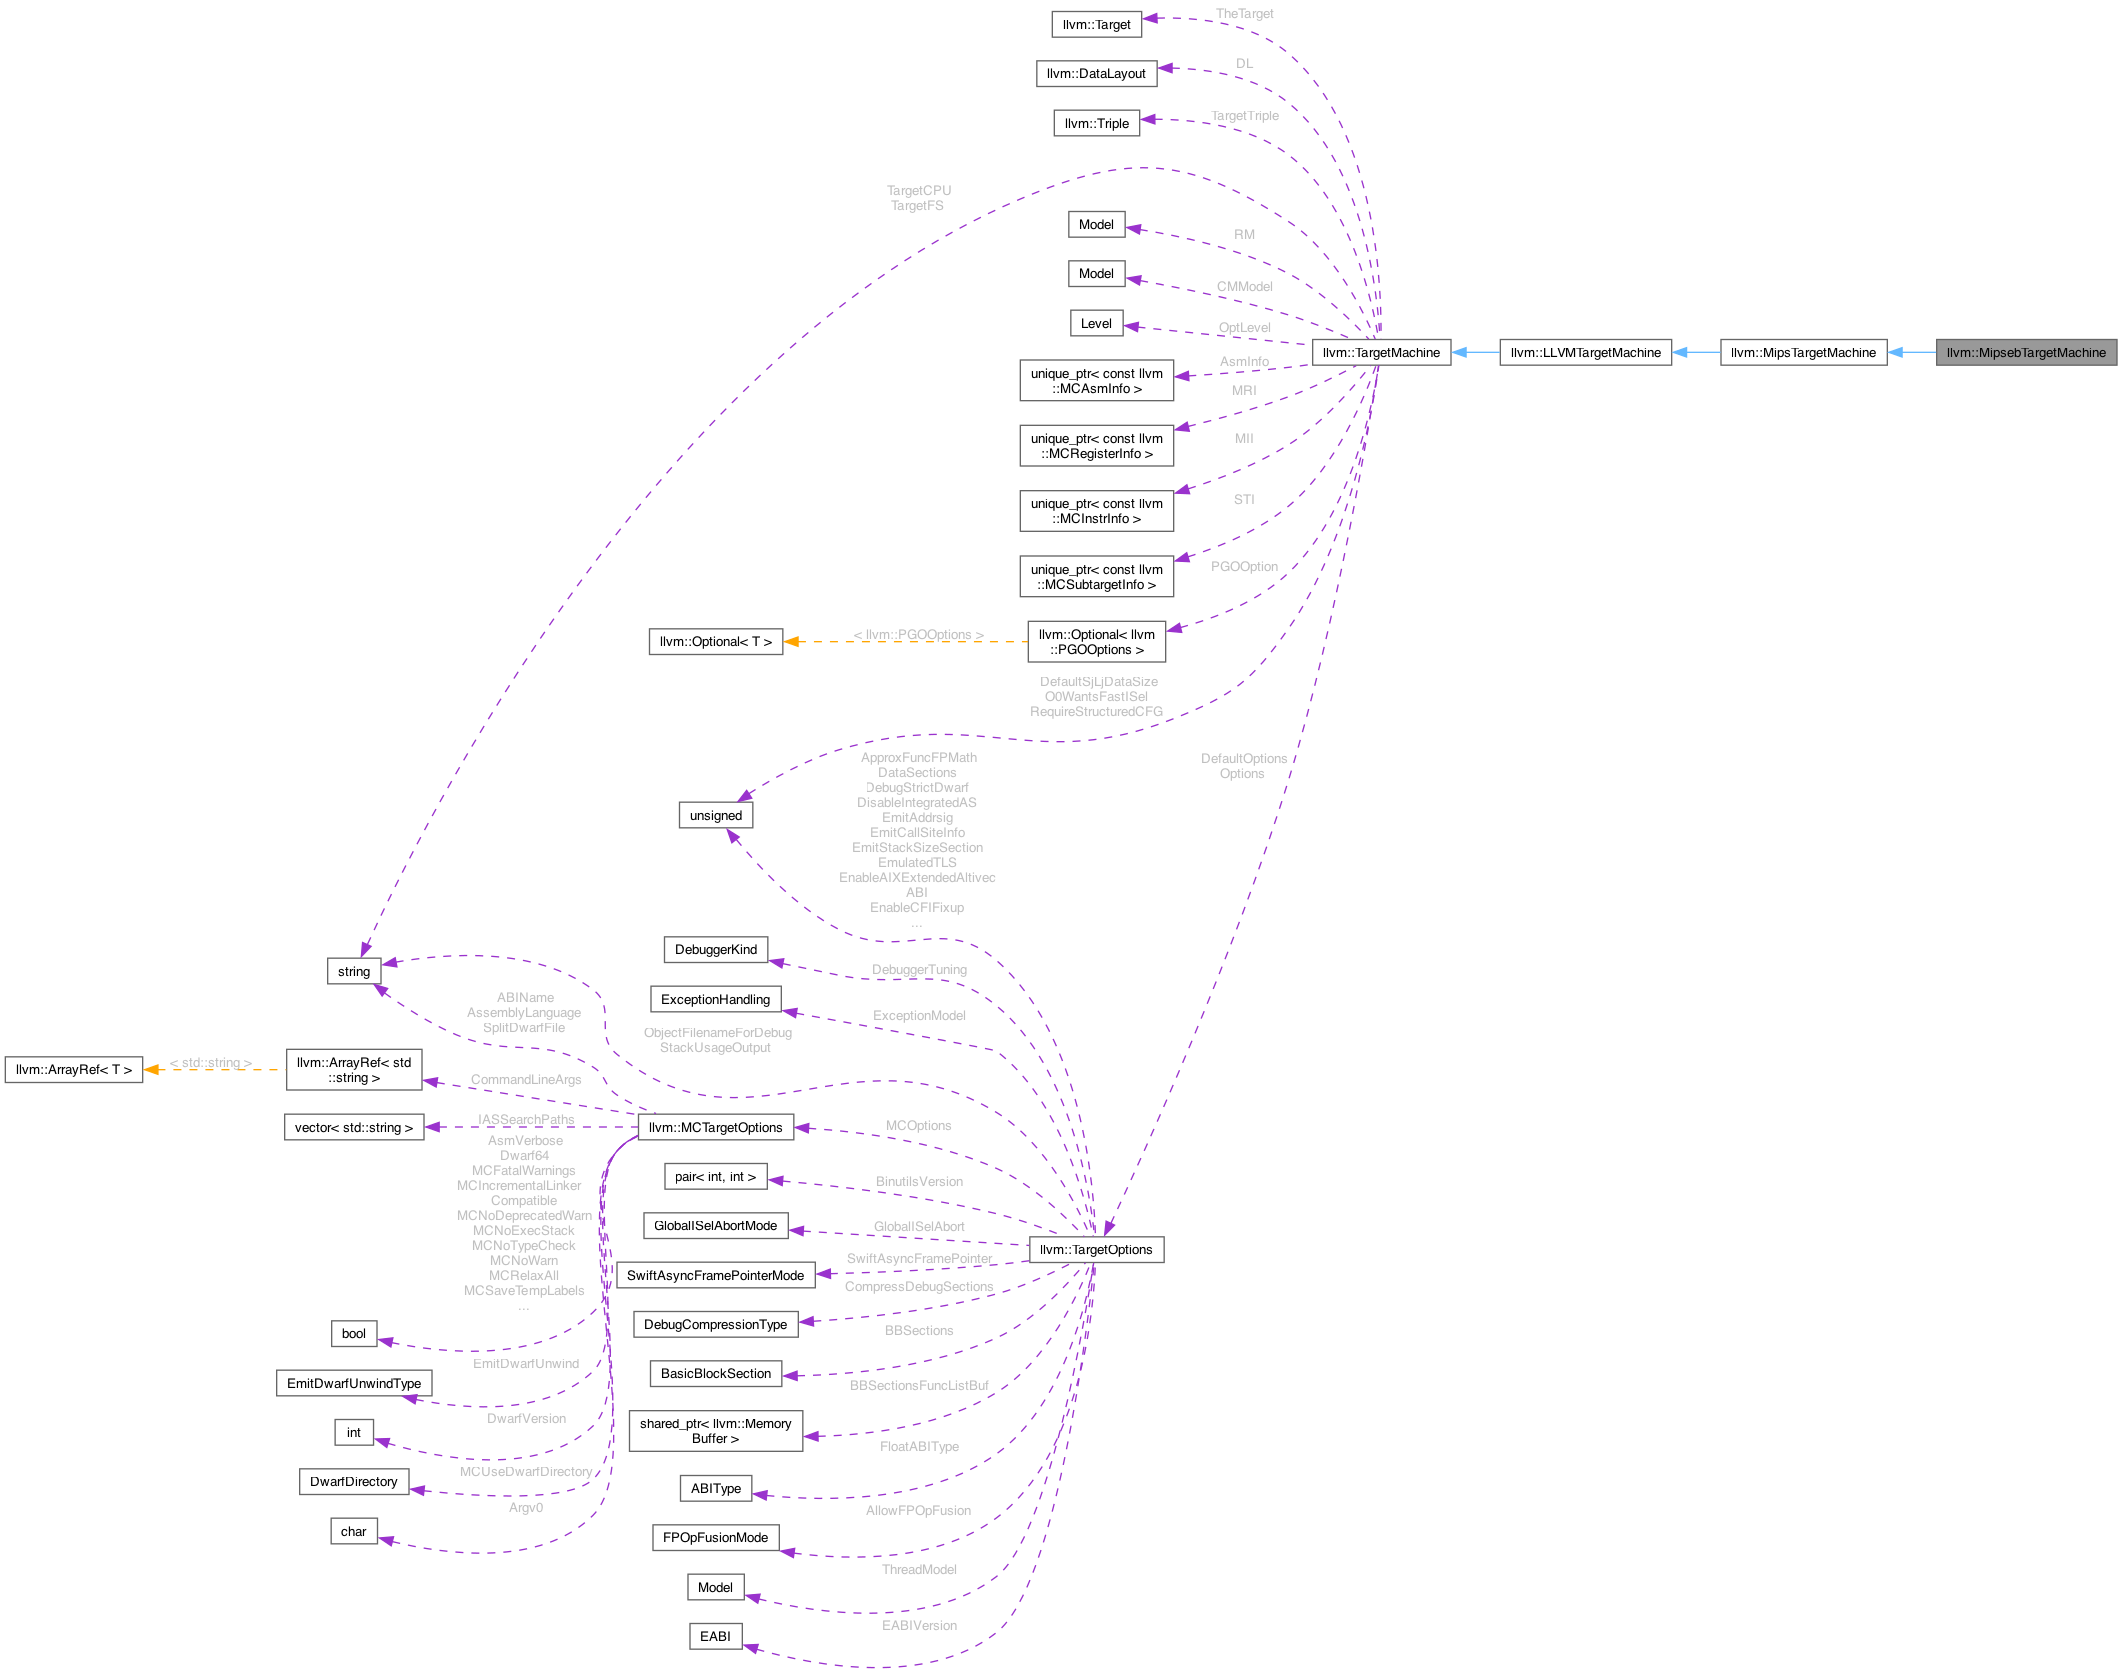 llvm::Target
TheTarget
llvm::DataLayout
DL
llvm::Triple
TargetTriple
TargetCPU
TargetFS
Model
RM
Model
CMModel
Level
OptLevel
llvm::TargetMachine
llvm::LLVMTargetMachine
llvm::MipsTargetMachine
llvm::MipsebTargetMachine
AsmInfo
unique_ptr< const llvm
::MCAsmInfo >
MRI
unique_ptr< const llvm
::MCRegisterInfo >
MII
unique_ptr< const llvm
::MCInstrInfo >
STI
unique_ptr< const llvm
::MCSubtargetInfo >
PGOOption
llvm::Optional< T >
< llvm::PGOOptions >
llvm::Optional< llvm
::PGOOptions >
DefaultSjLjDataSize
O0WantsFastISel
RequireStructuredCFG
DefaultOptions
Options
unsigned
ApproxFuncFPMath
DataSections
DebugStrictDwarf
DisableIntegratedAS
EmitAddrsig
EmitCallSiteInfo
EmitStackSizeSection
EmulatedTLS
EnableAIXExtendedAltivec
ABI
EnableCFIFixup
...
DebuggerKind
DebuggerTuning
string
ExceptionHandling
ExceptionModel
ABIName
AssemblyLanguage
SplitDwarfFile
ObjectFilenameForDebug
StackUsageOutput
llvm::ArrayRef< T >
< std::string >
llvm::ArrayRef< std
::string >
CommandLineArgs
vector< std::string >
IASSearchPaths
llvm::MCTargetOptions
MCOptions
AsmVerbose
Dwarf64
MCFatalWarnings
MCIncrementalLinker
Compatible
MCNoDeprecatedWarn
MCNoExecStack
MCNoTypeCheck
MCNoWarn
MCRelaxAll
MCSaveTempLabels
...
pair< int, int >
BinutilsVersion
GlobalISelAbortMode
GlobalISelAbort
llvm::TargetOptions
SwiftAsyncFramePointerMode
SwiftAsyncFramePointer
CompressDebugSections
DebugCompressionType
bool
BBSections
BasicBlockSection
EmitDwarfUnwind
EmitDwarfUnwindType
BBSectionsFuncListBuf
shared_ptr< llvm::Memory
Buffer >
DwarfVersion
int
FloatABIType
ABIType
MCUseDwarfDirectory
DwarfDirectory
Argv0
char
AllowFPOpFusion
FPOpFusionMode
ThreadModel
Model
EABIVersion
EABI